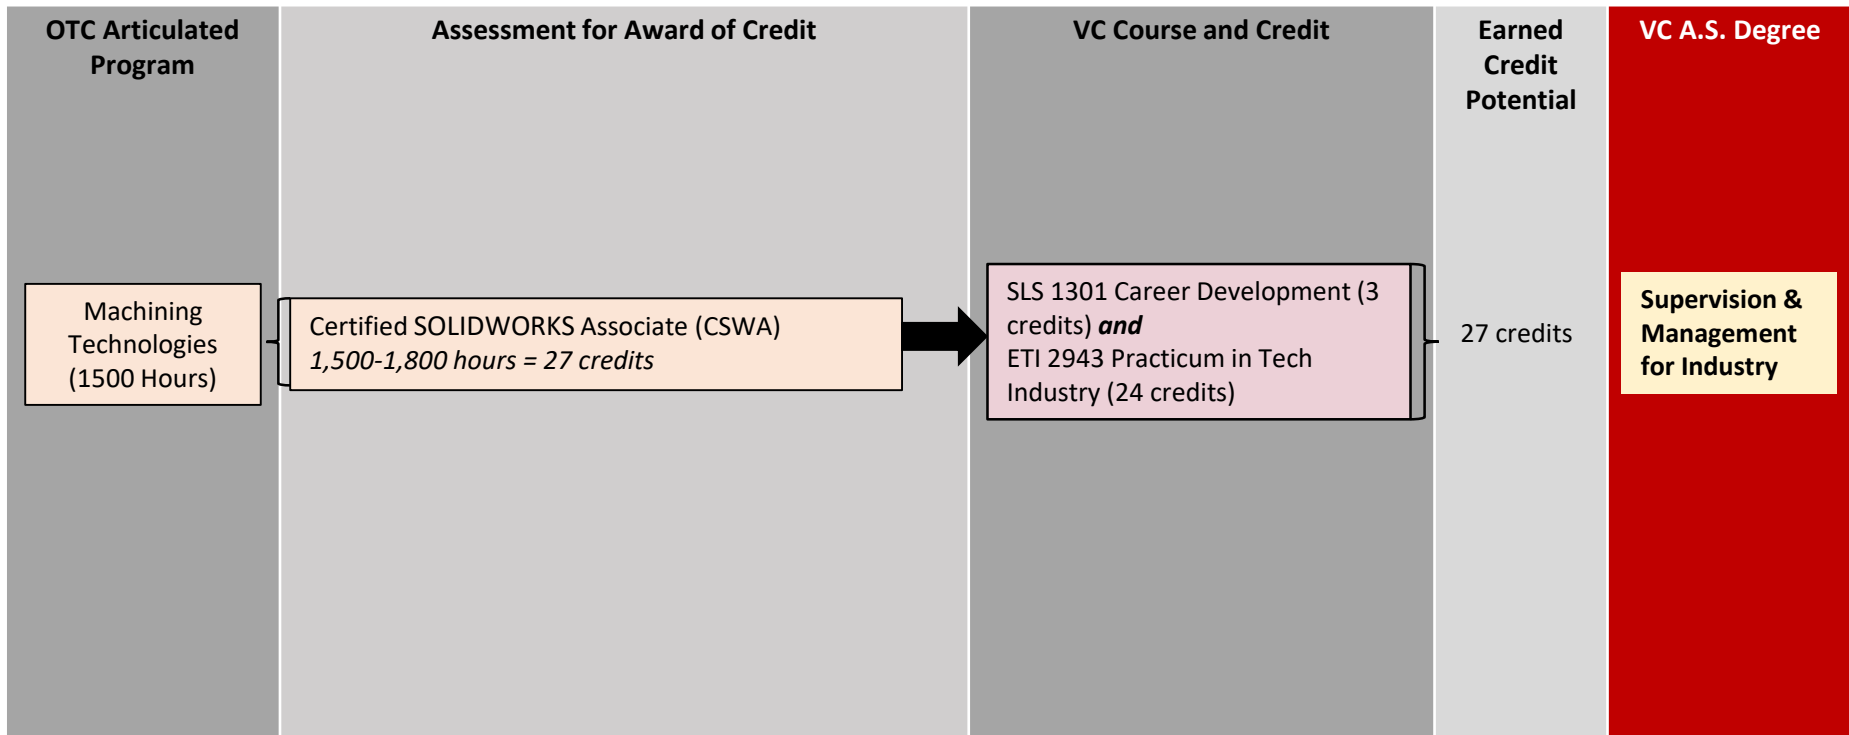 OTC Articulated
Program
Assessment for Award of Credit
VC Course and Credit
Earned
Credit
Potential
VC A.S. Degree
Machining
Technologies
(1500 Hours)
Certified SOLIDWORKS Associate (CSWA)
1,500-1,800 hours = 27 credits
SLS 1301 Career Development (3
credits) and
ETI 2943 Practicum in Tech
Industry (24 credits)
27 credits
Supervision &
Management
for Industry